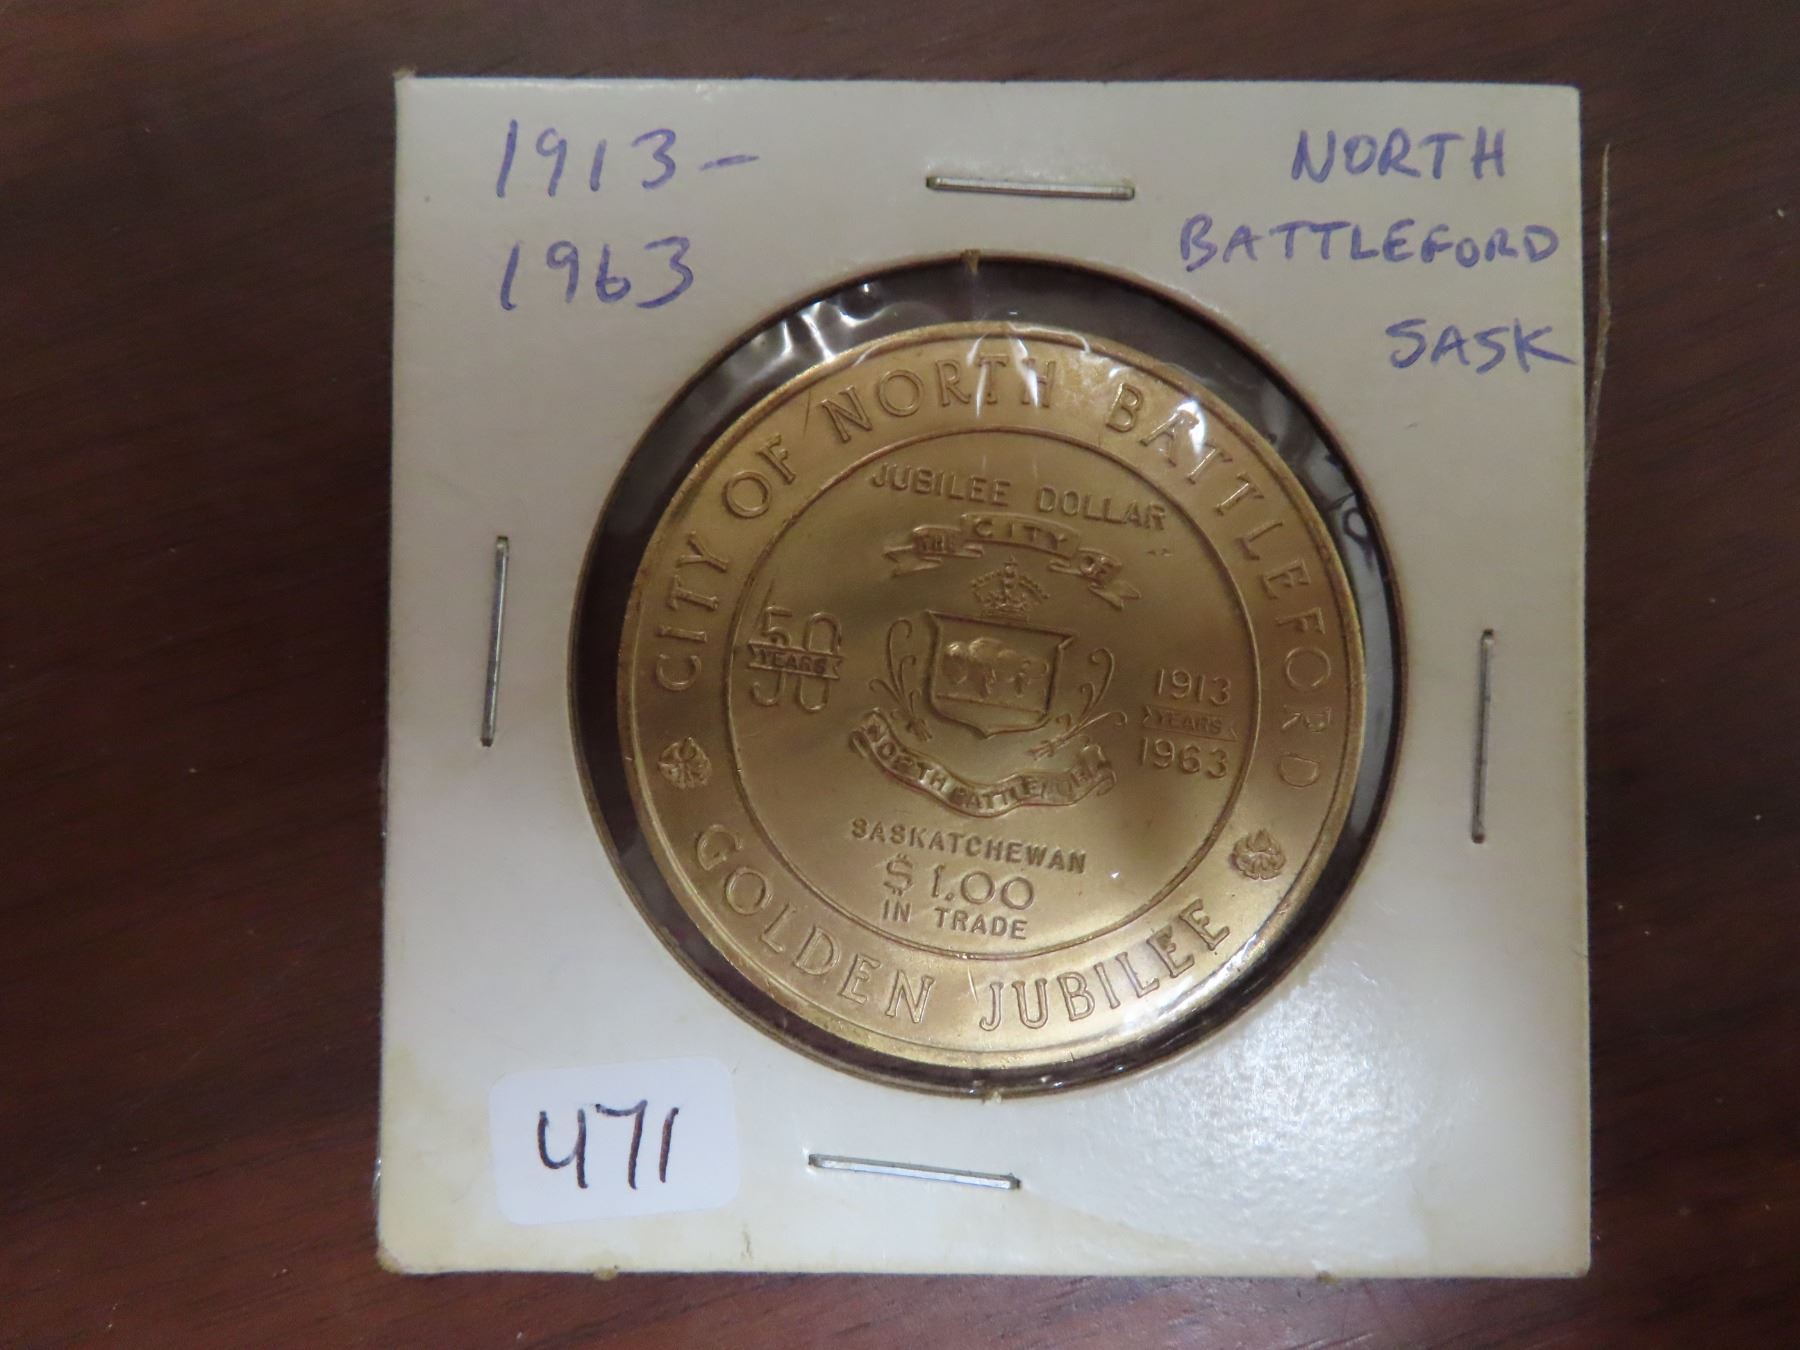 1913-
1963
NORTH
BATTLEFORD
SASK
CITY OF NORTH BATTLEFORD
JUBILEE DOLLAR
THE CITY OF
50
YEARS
1913
YEARS
1963
NORTH BATTLEFORD
SASKATCHEWAN
$1.00
IN TRADE
GOLDEN JUBILEE
471